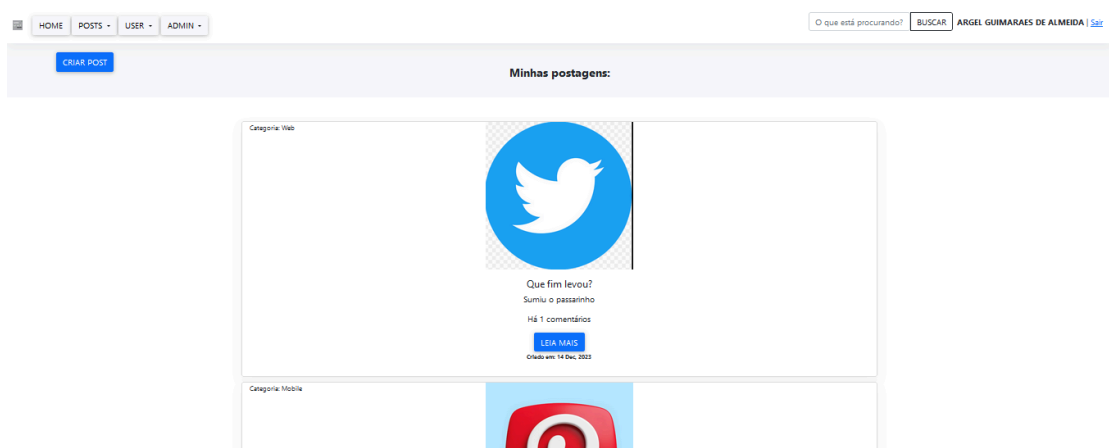 HOME POSTS USER ADMIN O que está procurando? BUSCAR ARGEL GUIMARAES DE ALMEIDA | Sair
CRIAR POST
Minhas postagens:
Categoria: Web
Que fim levou?
Sumiu o passarinho
Há 1 comentários
LEIA MAIS
Criado em: 14 Dec, 2023
Categoria: Mobile